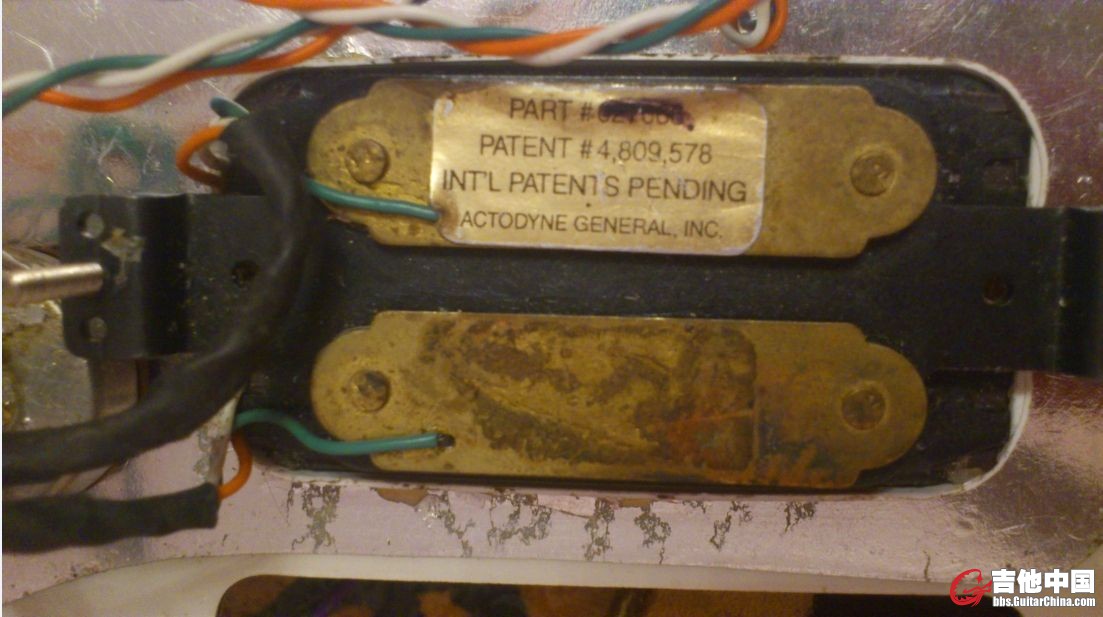 PART #
PATENT #4,809,578
INT'L PATENTS PENDING
ACTODYNE GENERAL, INC.
吉他中国
bbs.GuitarChina.com